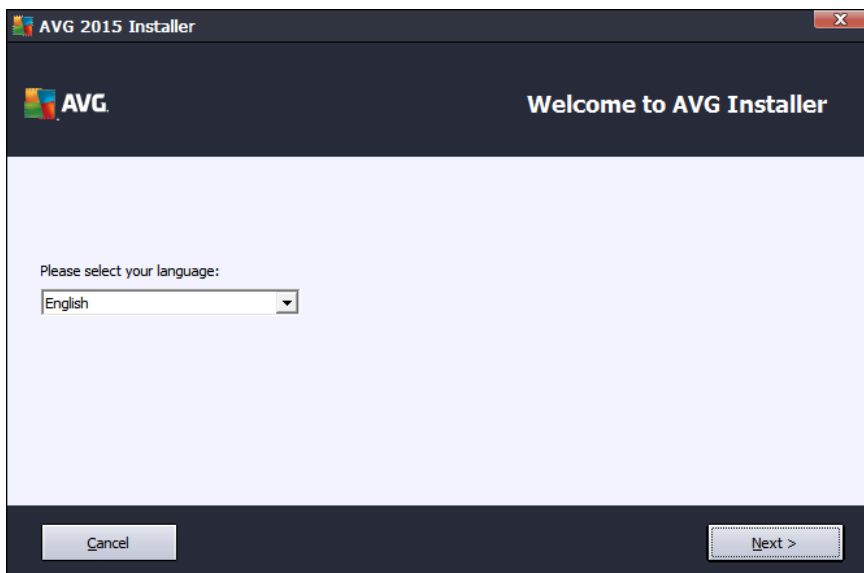 AVG 2015 Installer
X
AVG.
Welcome to AVG Installer
Please select your language:
English
Cancel
Next >